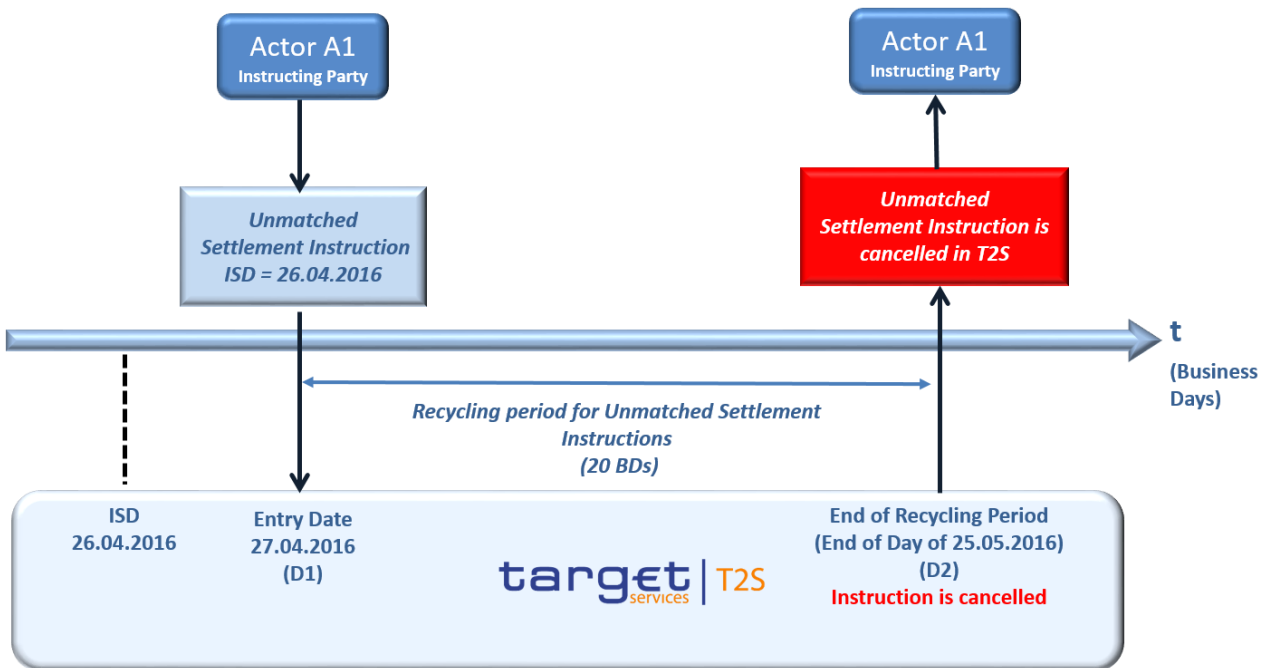 Actor A1
Instructing Party
Actor A1
Instructing Party
Unmatched
Settlement Instruction
ISD = 26.04.2016
Unmatched
Settlement Instruction is
cancelled in T2S
t
(Business
Days)
Recycling period for Unmatched Settlement
Instructions
(20 BDs)
ISD
26.04.2016
Entry Date
27.04.2016
(D1)
target | T2S
services
End of Recycling Period
(End of Day of 25.05.2016)
(D2)
Instruction is cancelled